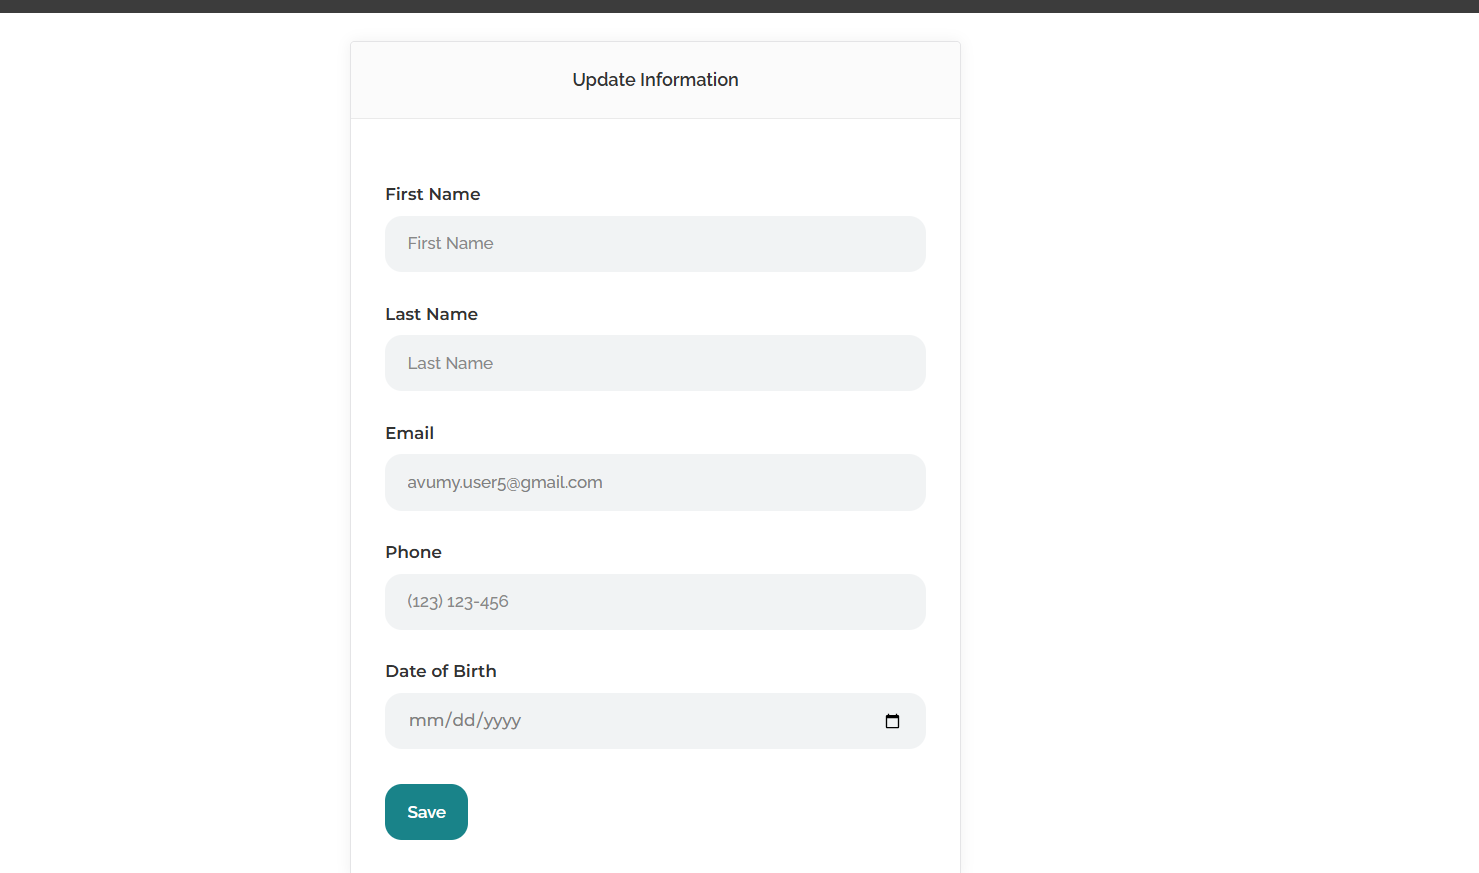 Update Information
First Name
First Name
Last Name
Last Name
Email
avumy.user5@gmail.com
Phone
(123) 123-456
Date of Birth
mm/dd/yyyy
Save